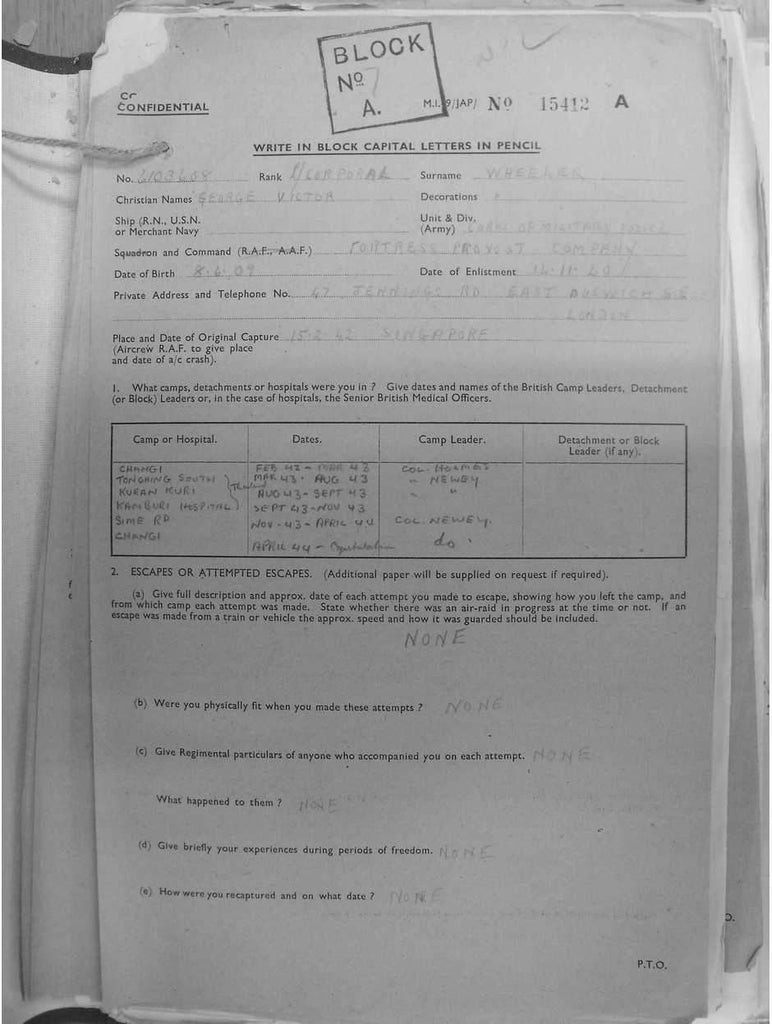 BLOCK
No 7
A.
CONFIDENTIAL
M.I.9/JAP/ No 15412 A
WRITE IN BLOCK CAPITAL LETTERS IN PENCIL
No. Rank L/CORPORAL Surname WHEELER
Christian Names GEORGE VICTOR Decorations
Ship (R.N., U.S.N. Unit & Div.
or Merchant Navy (Army) CORPS OF MILITARY POLICE
Squadron and Command (R.A.F., A.A.F.) FORTRESS PROVOST COMPANY
Date of Birth 8.6.09 Date of Enlistment 14.11.40
Private Address and Telephone No. 47 JENNINGS RD EAST DULWICH S.E.
LONDON
Place and Date of Original Capture 15.2.42 SINGAPORE
(Aircrew R.A.F. to give place
and date of a/c crash).
1. What camps, detachments or hospitals were you in ? Give dates and names of the British Camp Leaders, Detachment
(or Block) Leaders or, in the case of hospitals, the Senior British Medical Officers.
Camp or Hospital. Dates. Camp Leader. Detachment or Block
Leader (if any).
CHANGI FEB 42 - MAR 43 COL. HOLMES
TONCHING SOUTH MAR 43 - AUG 43 " NEWEY
KURAN KURI AUG 43 - SEPT 43 "
KANBURI HOSPITAL SEPT 43 - NOV 43
SIME RD NOV - 43 - APRIL 44 COL. NEWEY.
CHANGI APRIL 44 - Capitulation do
2. ESCAPES OR ATTEMPTED ESCAPES. (Additional paper will be supplied on request if required).
(a) Give full description and approx. date of each attempt you made to escape, showing how you left the camp, and
from which camp each attempt was made. State whether there was an air-raid in progress at the time or not. If an
escape was made from a train or vehicle the approx. speed and how it was guarded should be included.
NONE
(b) Were you physically fit when you made these attempts ? NONE
(c) Give Regimental particulars of anyone who accompanied you on each attempt. NONE
What happened to them ? NONE
(d) Give briefly your experiences during periods of freedom. NONE
(e) How were you recaptured and on what date ? NONE
P.T.O.